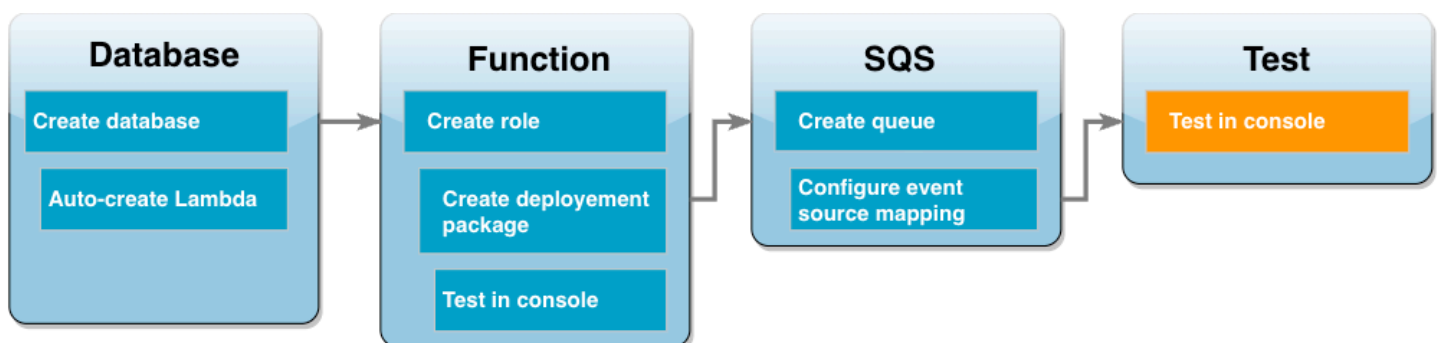 Database
Create database
Auto-create Lambda
Function
Create role
Create deployement
package
Test in console
SQS
Create queue
Configure event
source mapping
Test
Test in console